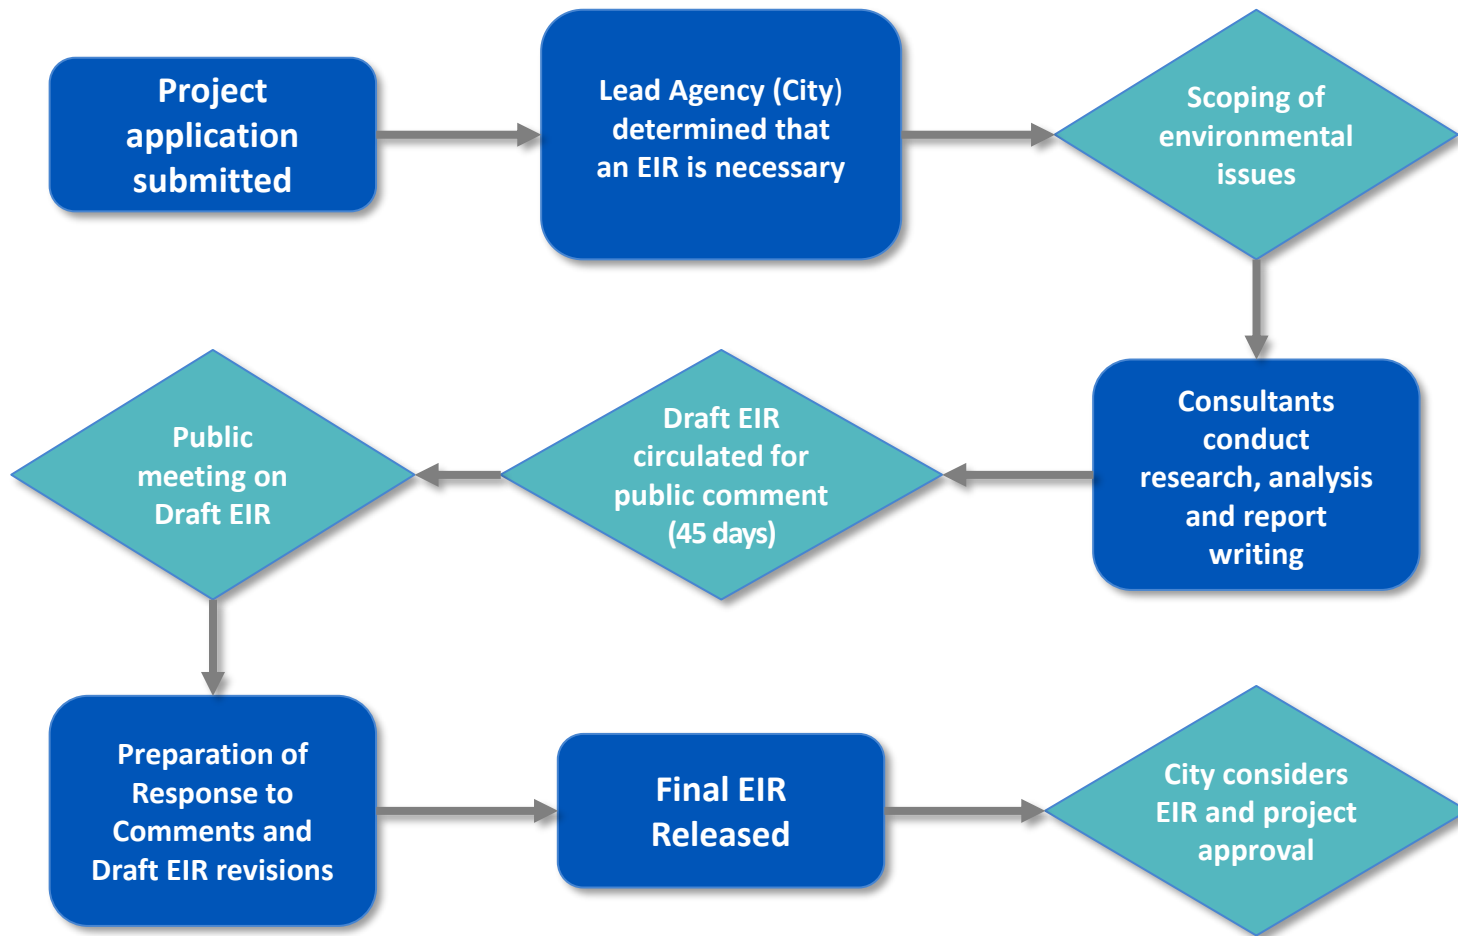 Project
application
submitted
Lead Agency (City)
determined that
an EIR is necessary
Scoping of
environmental
issues
Consultants
conduct
research, analysis
and report
writing
Draft EIR
circulated for
public comment
(45 days)
Public
meeting on
Draft EIR
Preparation of
Response to
Comments and
Draft EIR revisions
Final EIR
Released
City considers
EIR and project
approval